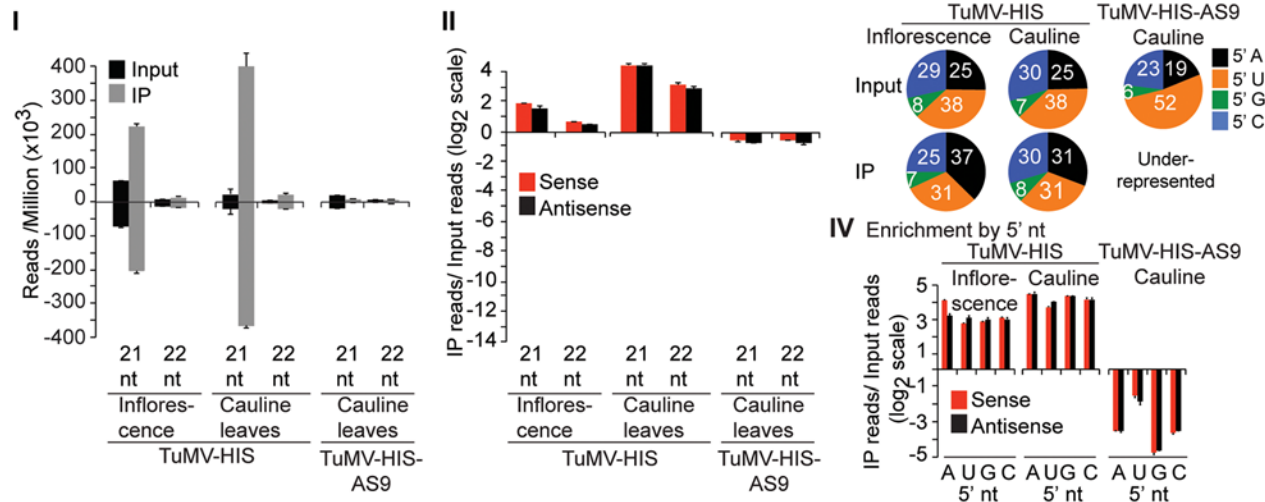 I
Reads /Million (x10³)
400
300
200
100
0
-100
-200
-300
-400
Input
IP
21 22 21 22 21 22
nt nt nt nt nt nt
Inflores- Cauline Cauline
cence leaves leaves
TuMV-HIS TuMV-HIS-
AS9
II
IP reads/ Input reads (log2 scale)
4
2
0
-2
-4
-6
-8
-10
-12
-14
Sense
Antisense
21 22 21 22 21 22
nt nt nt nt nt nt
Inflores- Cauline Cauline
cence leaves leaves
TuMV-HIS TuMV-HIS-
AS9
TuMV-HIS TuMV-HIS-AS9
Inflorescence Cauline Cauline
Input
29 25 30 25 23 19
8 38 7 38 6 52
5' A
5' U
5' G
5' C
IP
25 37 30 31
7 31 8 31
Under-
represented
IV Enrichment by 5' nt
TuMV-HIS TuMV-HIS-AS9
Inflore- Cauline Cauline
scence
IP reads/ Input reads
(log2 scale)
5
3
1
-1
-3
-5
Sense
Antisense
A U G C A U G C A U G C
5' nt 5' nt 5' nt